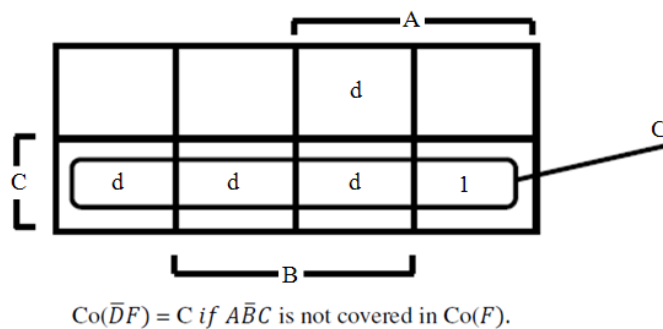 A
d
C
C
d d d 1
B
Co(D̅F) = C if AB̅C is not covered in Co(F).